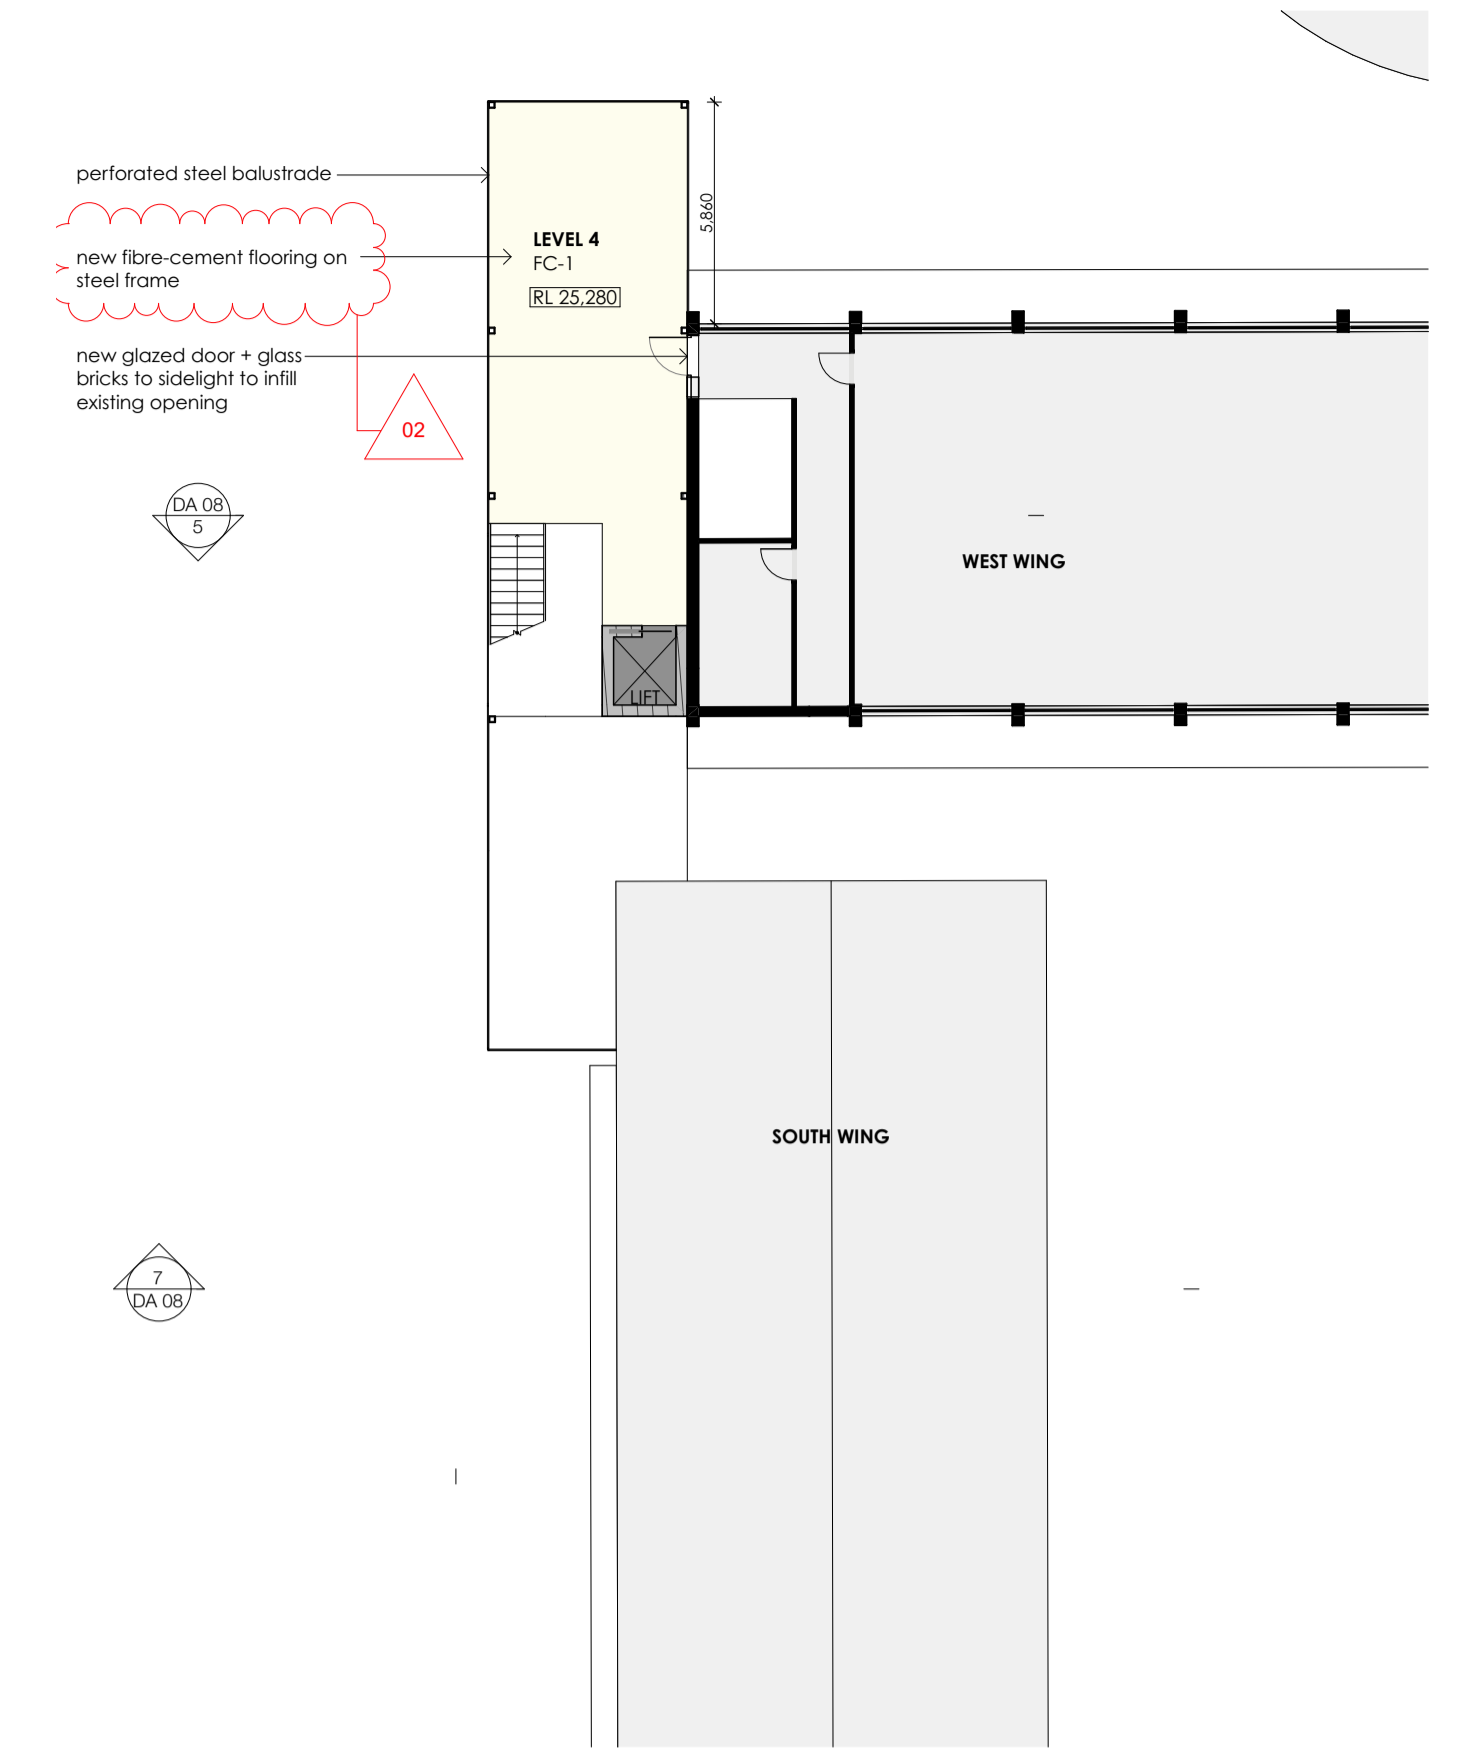 perforated steel balustrade
5,860
LEVEL 4
FC-1
RL 25,280
new fibre-cement flooring on
steel frame
new glazed door + glass
bricks to sidelight to infill
existing opening
02
DA 08
5
WEST WING
LIFT
SOUTH WING
7
DA 08